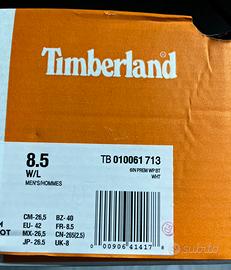 Timberland
8.5
W/L
MEN'S/HOMMES
TB 010061 713
6IN PREM WP BT
WHT
CM-26,5 BZ- 40
EU- 42 FR-8.5
MX-26,5 CN-265(2.5)
JP- 26.5 UK-8
0 00906 41417 8
OT
subito